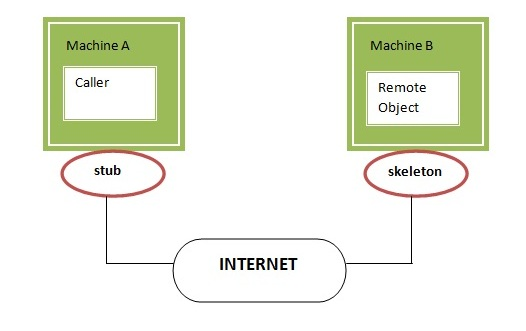 Machine A
Caller
stub
Machine B
Remote
Object
skeleton
INTERNET